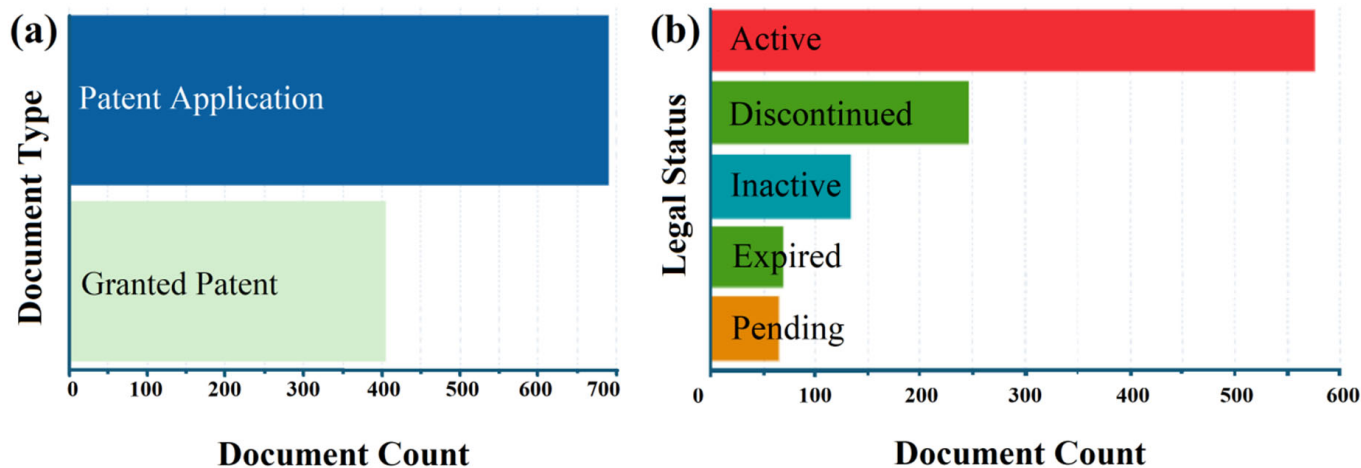 (a)
Document Type
Patent Application
Granted Patent
0 100 200 300 400 500 600 700
Document Count
(b)
Legal Status
Active
Discontinued
Inactive
Expired
Pending
0 100 200 300 400 500 600
Document Count